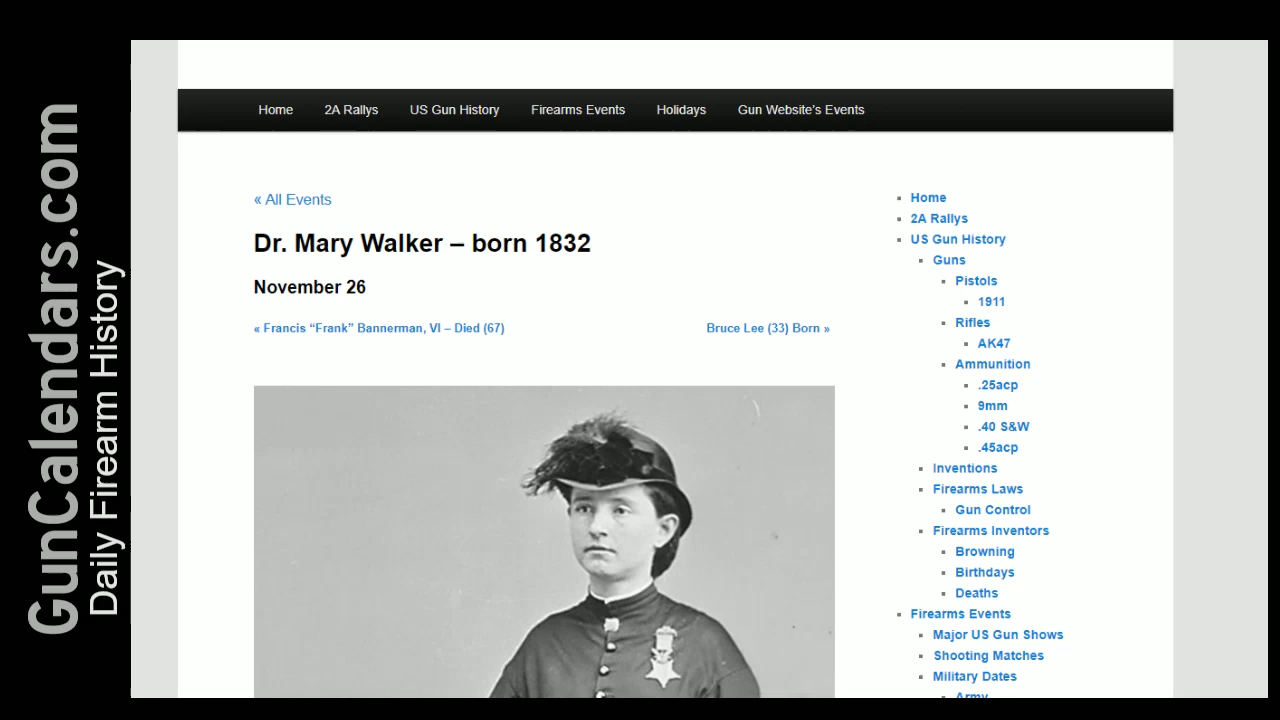 GunCalendars.com
Daily Firearm History
Home 2A Rallys US Gun History Firearms Events Holidays Gun Website's Events
« All Events
Dr. Mary Walker – born 1832
November 26
« Francis “Frank” Bannerman, VI – Died (67) Bruce Lee (33) Born »
Home
2A Rallys
US Gun History
Guns
Pistols
1911
Rifles
AK47
Ammunition
.25acp
9mm
.40 S&W
.45acp
Inventions
Firearms Laws
Gun Control
Firearms Inventors
Browning
Birthdays
Deaths
Firearms Events
Major US Gun Shows
Shooting Matches
Military Dates
Army